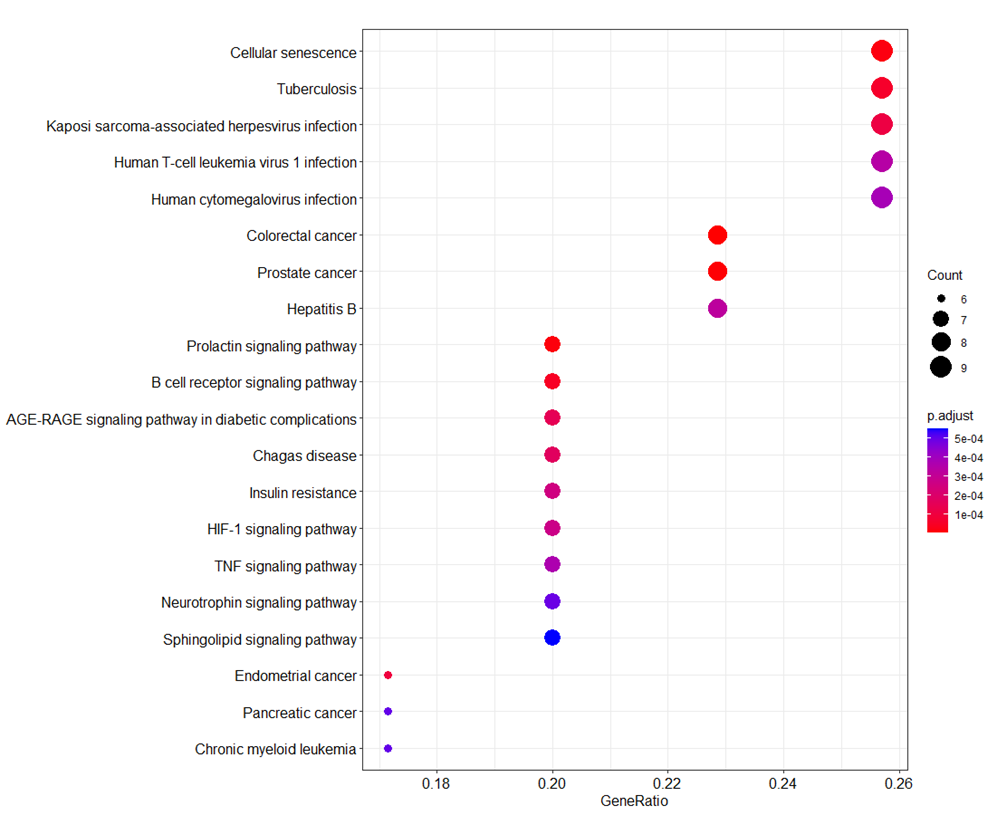 Cellular senescence
Tuberculosis
Kaposi sarcoma-associated herpesvirus infection
Human T-cell leukemia virus 1 infection
Human cytomegalovirus infection
Colorectal cancer
Prostate cancer
Hepatitis B
Prolactin signaling pathway
B cell receptor signaling pathway
AGE-RAGE signaling pathway in diabetic complications
Chagas disease
Insulin resistance
HIF-1 signaling pathway
TNF signaling pathway
Neurotrophin signaling pathway
Sphingolipid signaling pathway
Endometrial cancer
Pancreatic cancer
Chronic myeloid leukemia
0.18 0.20 0.22 0.24 0.26
GeneRatio
Count
6
7
8
9
p.adjust
5e-04
4e-04
3e-04
2e-04
1e-04